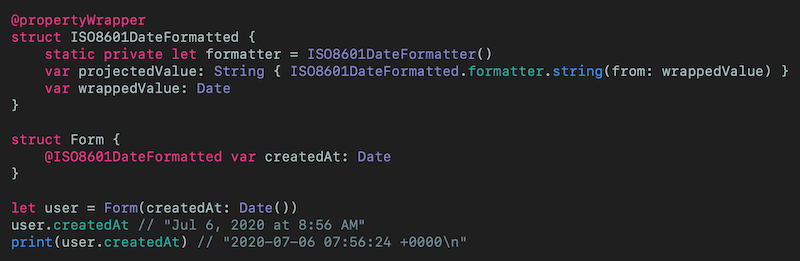 @propertyWrapper
struct ISO8601DateFormatted {
    static private let formatter = ISO8601DateFormatter()
    var projectedValue: String { ISO8601DateFormatted.formatter.string(from: wrappedValue) }
    var wrappedValue: Date
}

struct Form {
    @ISO8601DateFormatted var createdAt: Date
}

let user = Form(createdAt: Date())
user.createdAt // "Jul 6, 2020 at 8:56 AM"
print(user.createdAt) // "2020-07-06 07:56:24 +0000\n"